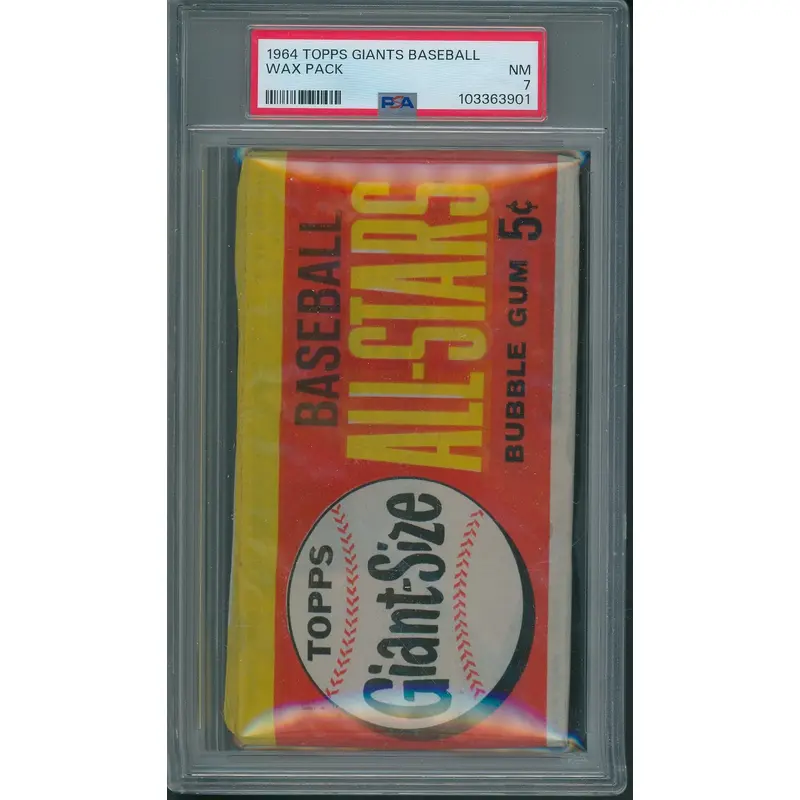 1964 TOPPS GIANTS BASEBALL
WAX PACK NM
7
PSA 103363901
BASEBALL
ALL-STARS
BUBBLE GUM 5¢
TOPPS
Giant-Size